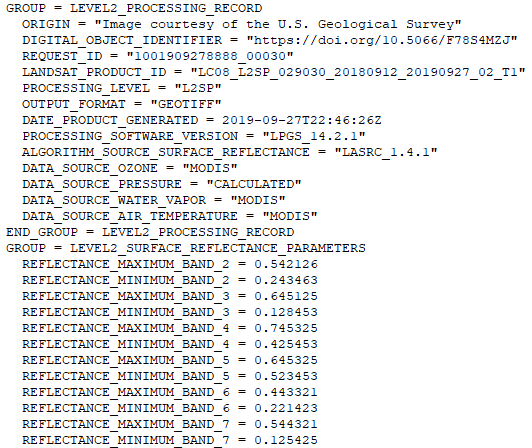 GROUP = LEVEL2_PROCESSING_RECORD
ORIGIN = "Image courtesy of the U.S. Geological Survey"
DIGITAL_OBJECT_IDENTIFIER = "https://doi.org/10.5066/F78S4MZJ"
REQUEST_ID = "1001909278888_00030"
LANDSAT_PRODUCT_ID = "LC08_L2SP_029030_20180912_20190927_02_T1"
PROCESSING_LEVEL = "L2SP"
OUTPUT_FORMAT = "GEOTIFF"
DATE_PRODUCT_GENERATED = 2019-09-27T22:46:26Z
PROCESSING_SOFTWARE_VERSION = "LPGS_14.2.1"
ALGORITHM_SOURCE_SURFACE_REFLECTANCE = "LASRC_1.4.1"
DATA_SOURCE_OZONE = "MODIS"
DATA_SOURCE_PRESSURE = "CALCULATED"
DATA_SOURCE_WATER_VAPOR = "MODIS"
DATA_SOURCE_AIR_TEMPERATURE = "MODIS"
END_GROUP = LEVEL2_PROCESSING_RECORD
GROUP = LEVEL2_SURFACE_REFLECTANCE_PARAMETERS
REFLECTANCE_MAXIMUM_BAND_2 = 0.542126
REFLECTANCE_MINIMUM_BAND_2 = 0.243463
REFLECTANCE_MAXIMUM_BAND_3 = 0.645125
REFLECTANCE_MINIMUM_BAND_3 = 0.128453
REFLECTANCE_MAXIMUM_BAND_4 = 0.745325
REFLECTANCE_MINIMUM_BAND_4 = 0.425453
REFLECTANCE_MAXIMUM_BAND_5 = 0.645325
REFLECTANCE_MINIMUM_BAND_5 = 0.523453
REFLECTANCE_MAXIMUM_BAND_6 = 0.443321
REFLECTANCE_MINIMUM_BAND_6 = 0.221423
REFLECTANCE_MAXIMUM_BAND_7 = 0.544321
REFLECTANCE_MINIMUM_BAND_7 = 0.125425